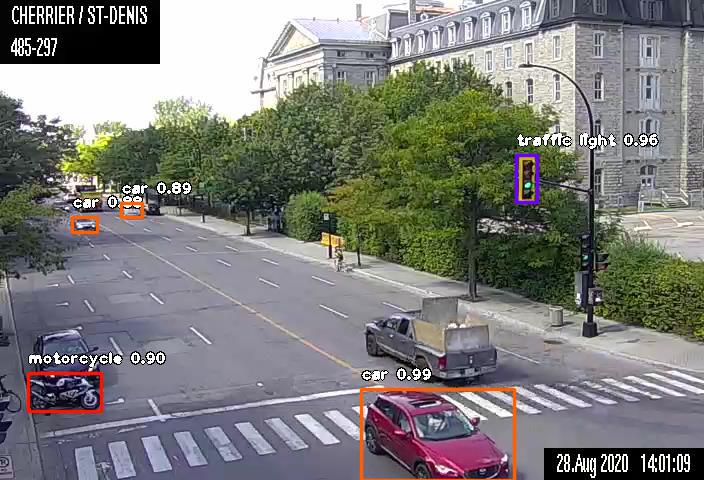 CHERRIER / ST-DENIS
485-297
traffic light 0.96
car 0.89
car 0.88
motorcycle 0.90
car 0.99
28.Aug 2020 14:01:09